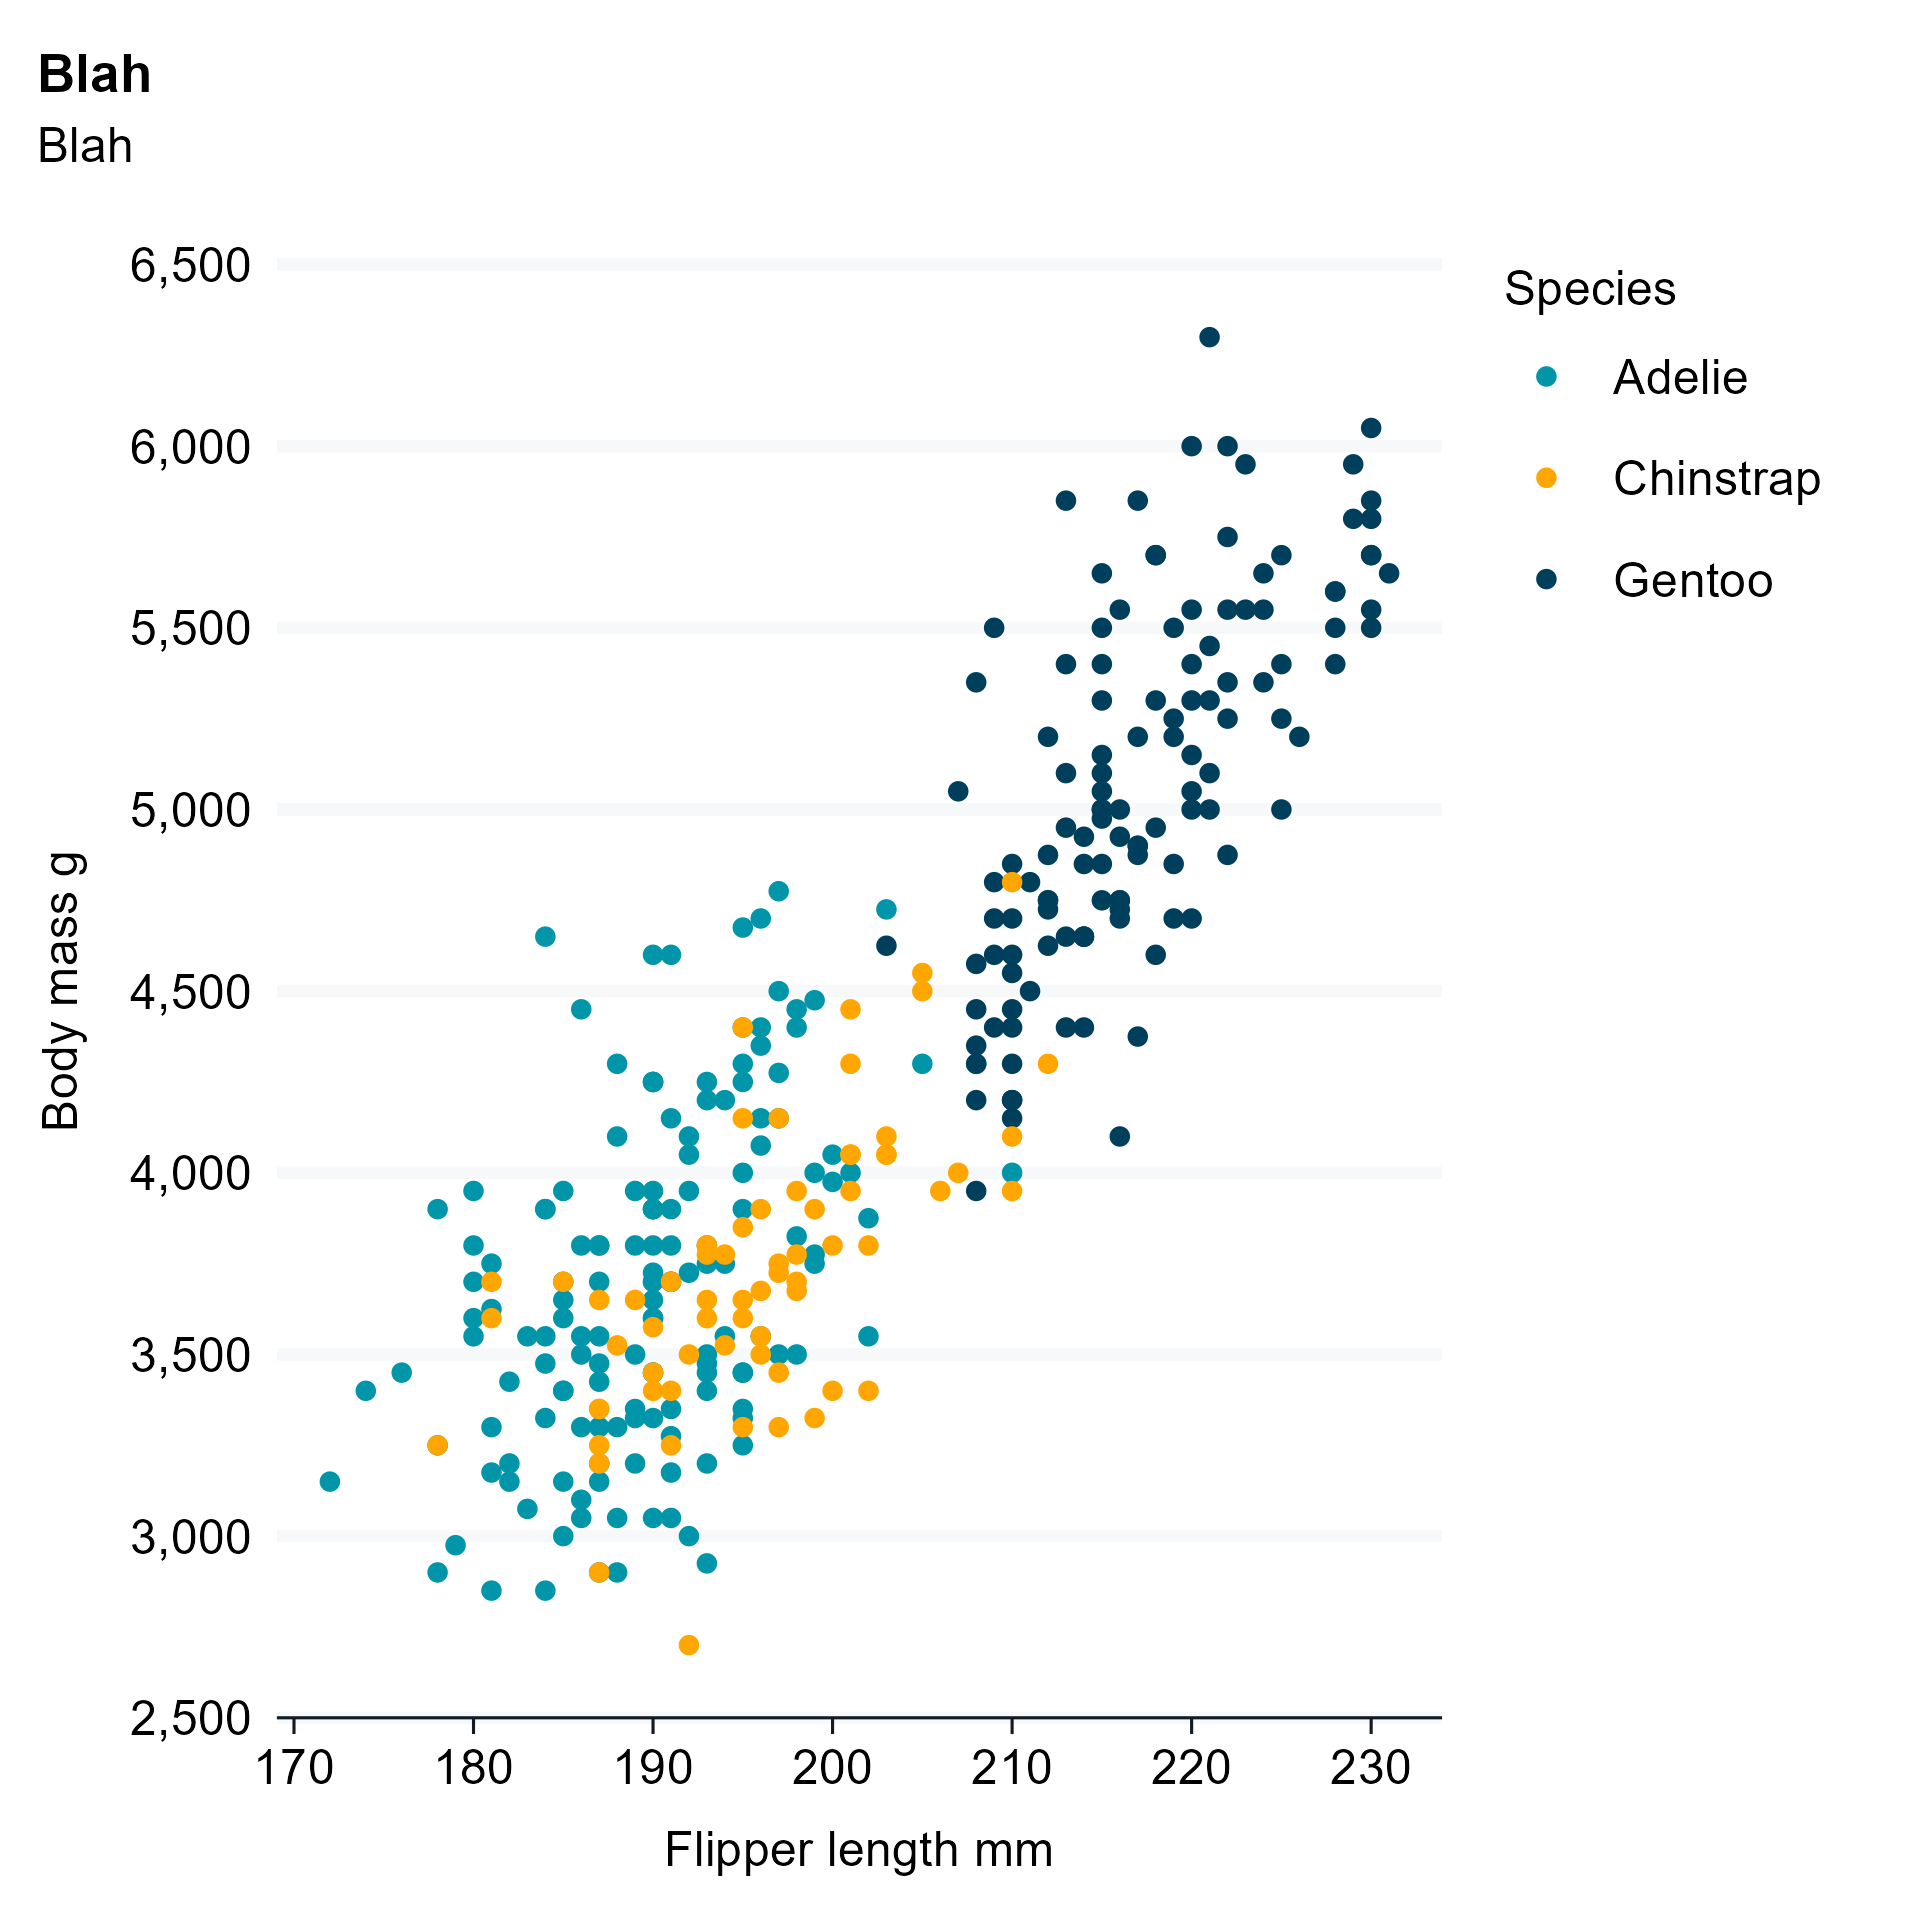 Blah
Blah
6,500
6,000
5,500
5,000
4,500
4,000
3,500
3,000
2,500
Body mass g
170 180 190 200 210 220 230
Flipper length mm
Species
Adelie
Chinstrap
Gentoo